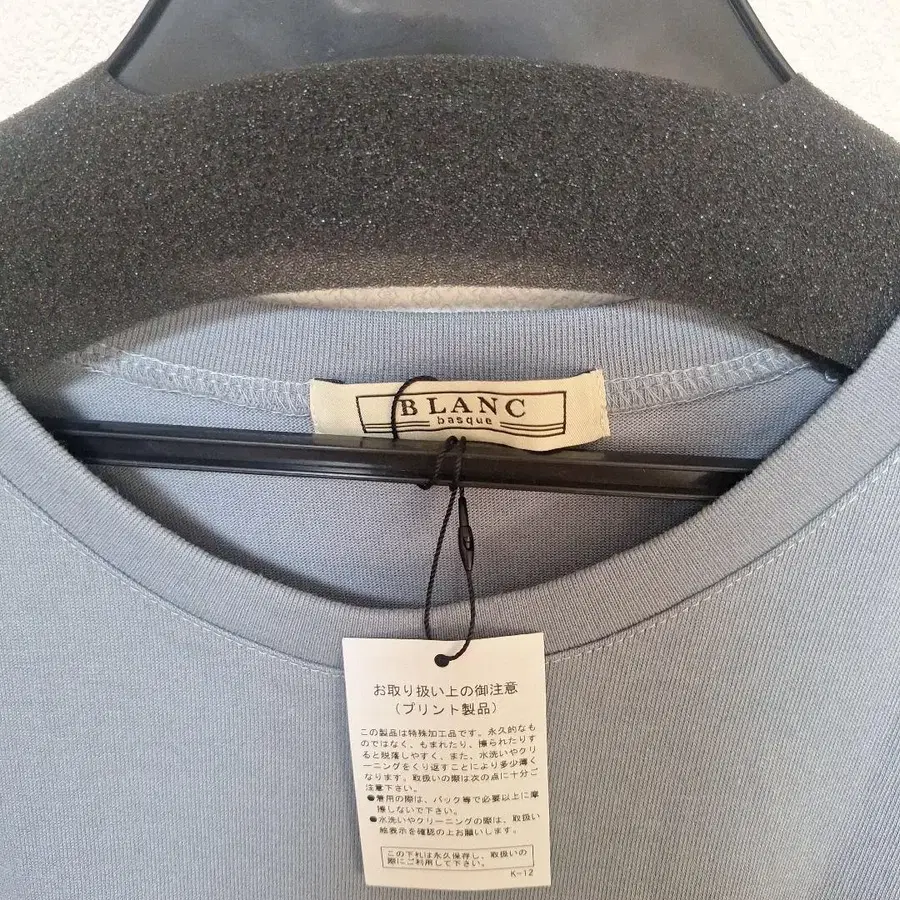 BLANC
basque
お取り扱い上の御注意
(プリント製品)
この製品は特殊加工品です。永久的なも
のではなく、もまれたり、擦られたりす
ると脱落しやすく、また、水洗いやクリ
ーニングをくり返すことにより多少薄く
なります。取扱いの際は次の点に十分ご
注意下さい。
●着用の際は、バック等で必要以上に摩
擦しないで下さい。
●水洗いやクリーニングの際は、取扱い
絵表示を確認の上お願いします。
この下札は永久保存し、取扱いの
際にご利用して下さい。
K-12